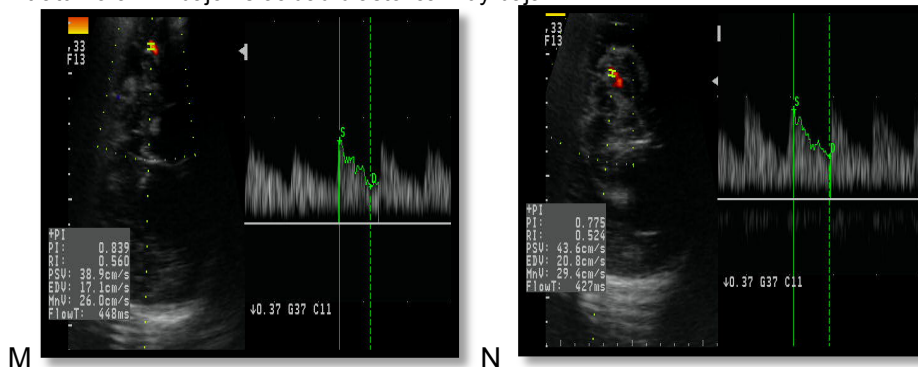 ,33
F13
S
D
+PI
PI: 0.839
RI: 0.560
PSV: 38.9cm/s
EDV: 17.1cm/s
MnV: 26.0cm/s
FlowT: 448ms
↓0.37 G37 C11
M
,33
F13
S
D
+PI
PI: 0.775
RI: 0.524
PSV: 43.6cm/s
EDV: 20.8cm/s
MnV: 29.4cm/s
FlowT: 427ms
↓0.37 G37 C11
N